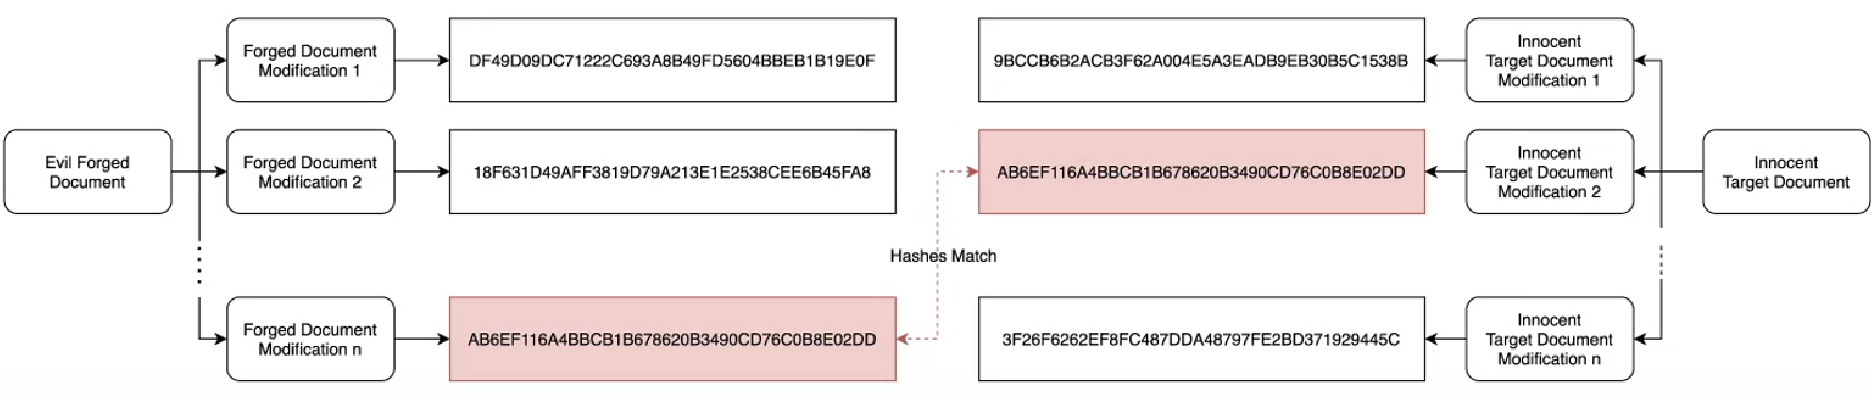 Forged Document
Modification 1
DF49D09DC71222C693A8B49FD5604BBEB1B19E0F
9BCCB6B2ACB3F62A004E5A3EADB9EB30B5C1538B
Innocent
Target Document
Modification 1
Evil Forged
Document
Forged Document
Modification 2
18F631D49AFF3819D79A213E1E2538CEE6B45FA8
AB6EF116A4BBCB1B678620B3490CD76C0B8E02DD
Innocent
Target Document
Modification 2
Innocent
Target Document
Hashes Match
Forged Document
Modification n
AB6EF116A4BBCB1B678620B3490CD76C0B8E02DD
3F26F6262EF8FC487DDA48797FE2BD371929445C
Innocent
Target Document
Modification n